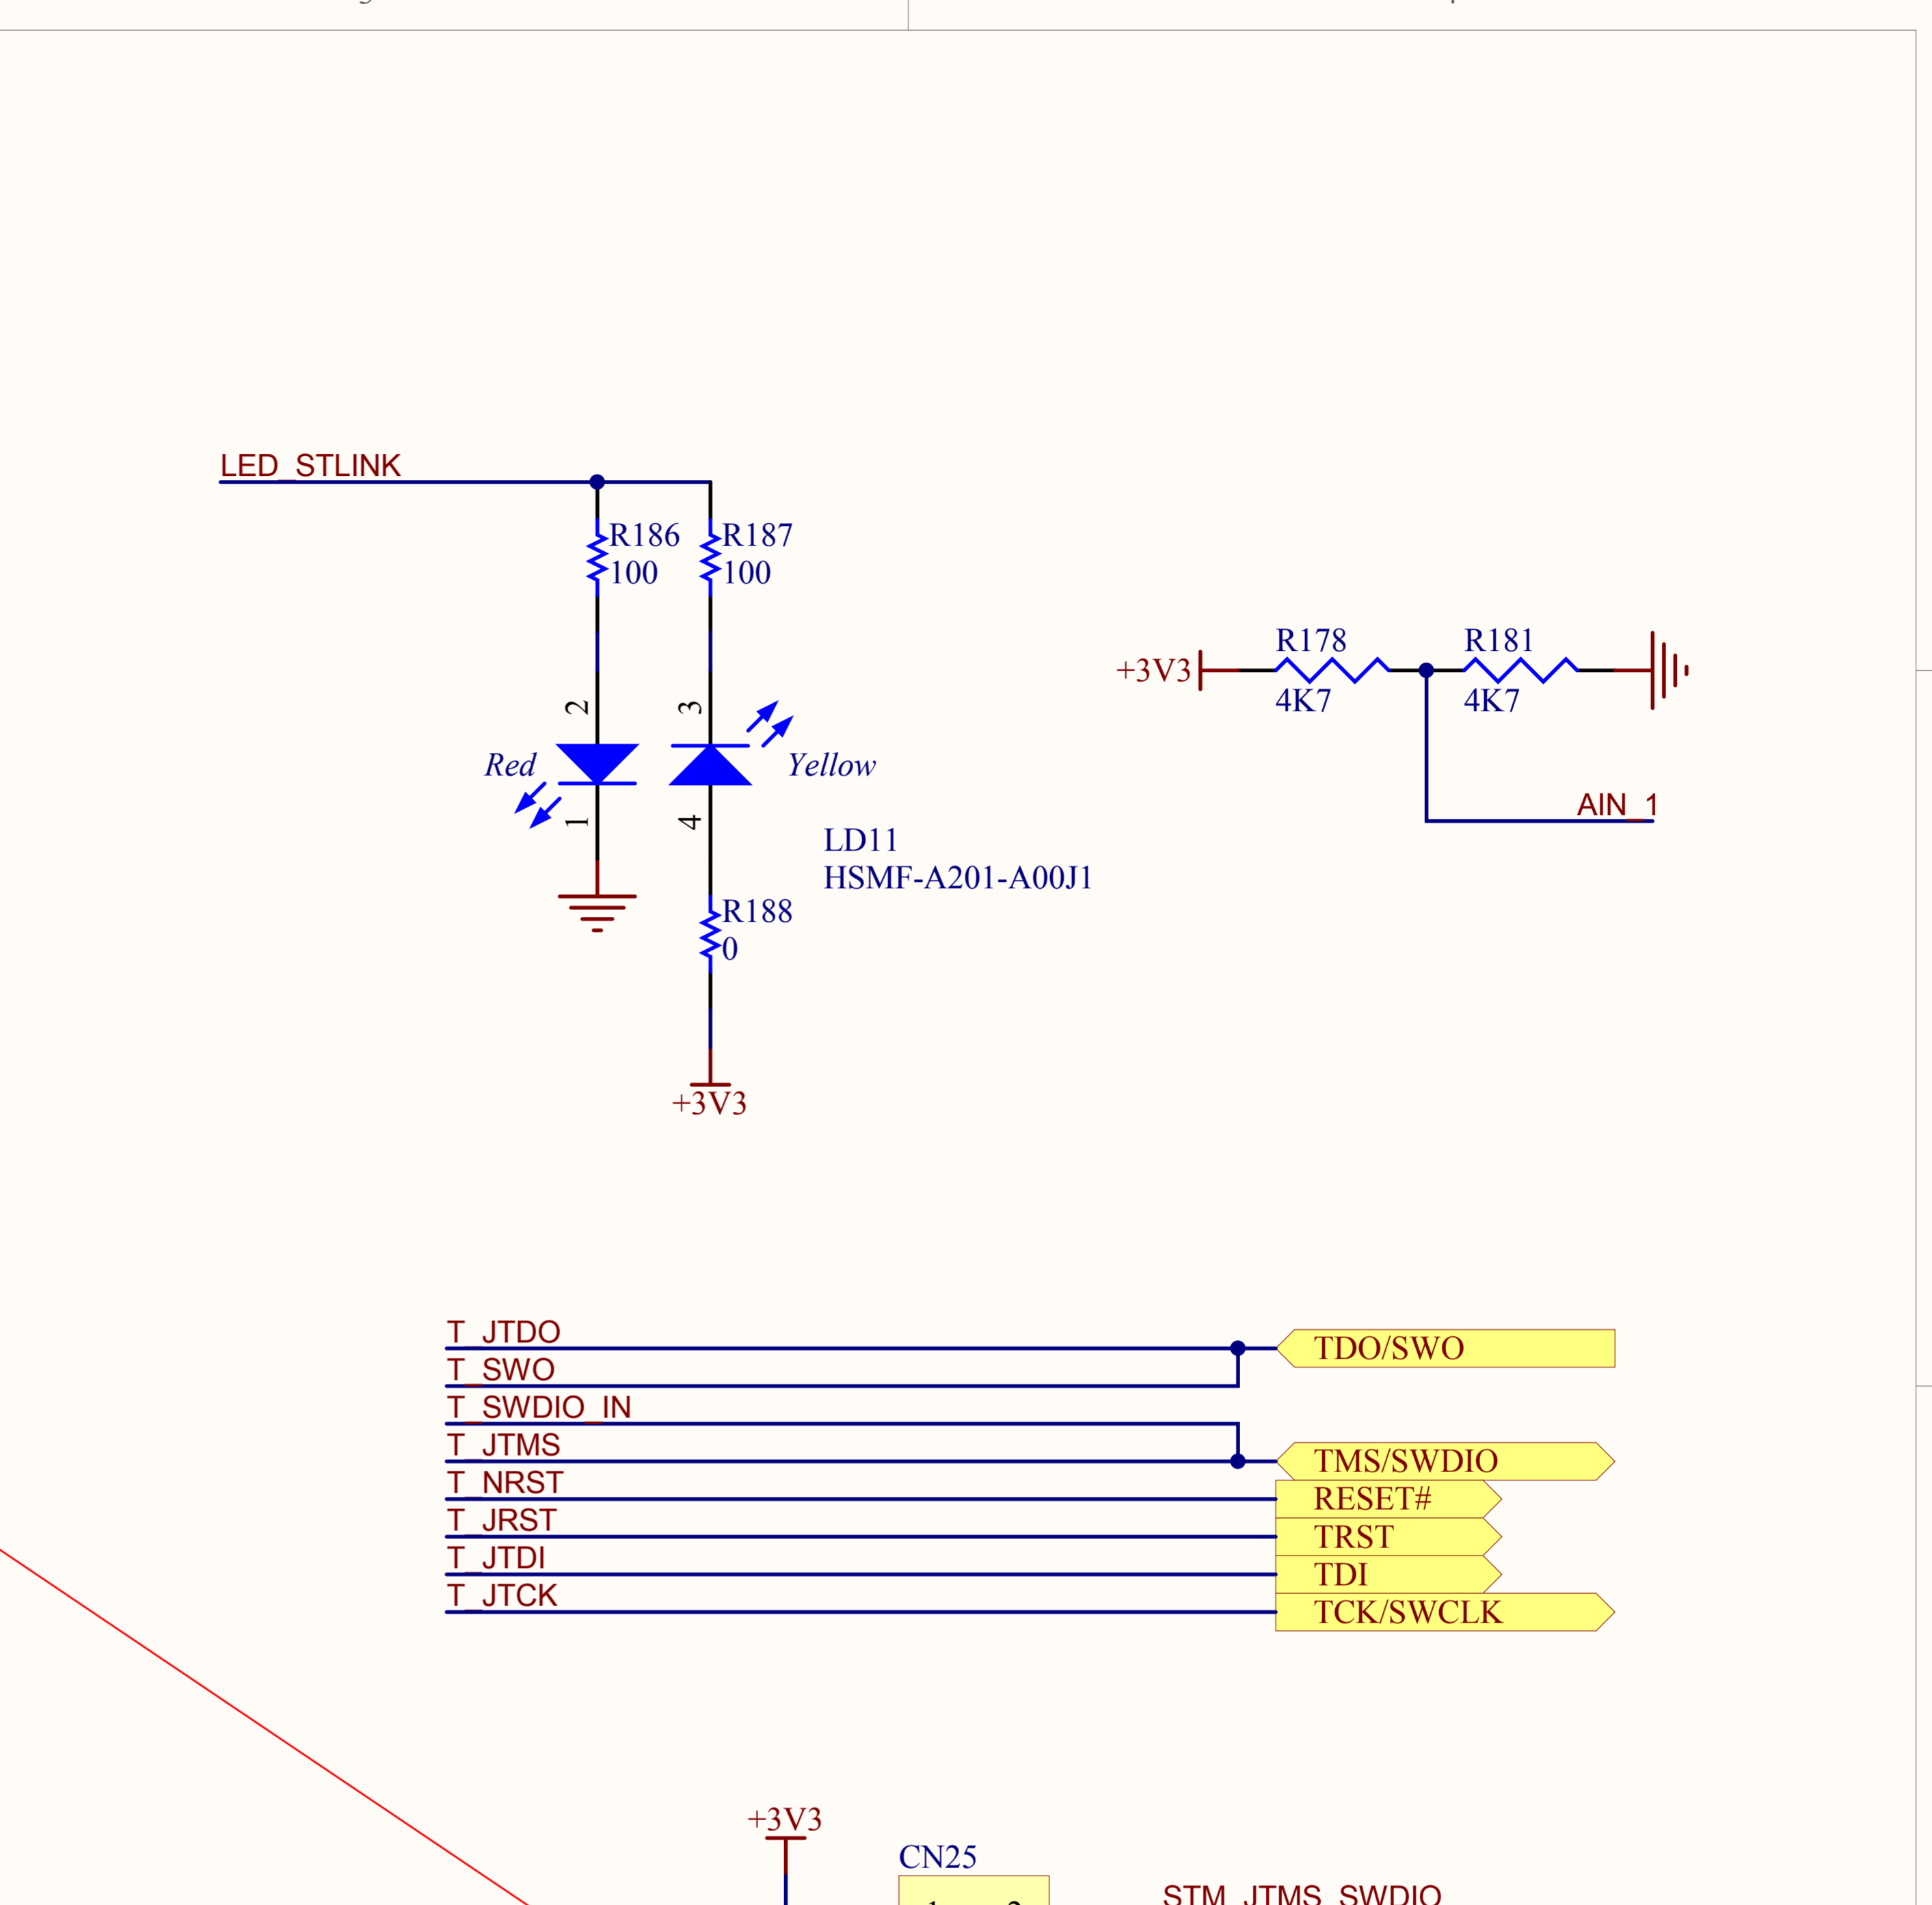 LED_STLINK
R186
100
R187
100
2
3
Red
Yellow
1
4
LD11
HSMF-A201-A00J1
R188
0
+3V3
R178
R181
+3V3
4K7
4K7
AIN_1
T_JTDO
TDO/SWO
T_SWO
T_SWDIO_IN
T_JTMS
TMS/SWDIO
T_NRST
RESET#
T_JRST
TRST
T_JTDI
TDI
T_JTCK
TCK/SWCLK
+3V3
CN25
STM_JTMS_SWDIO